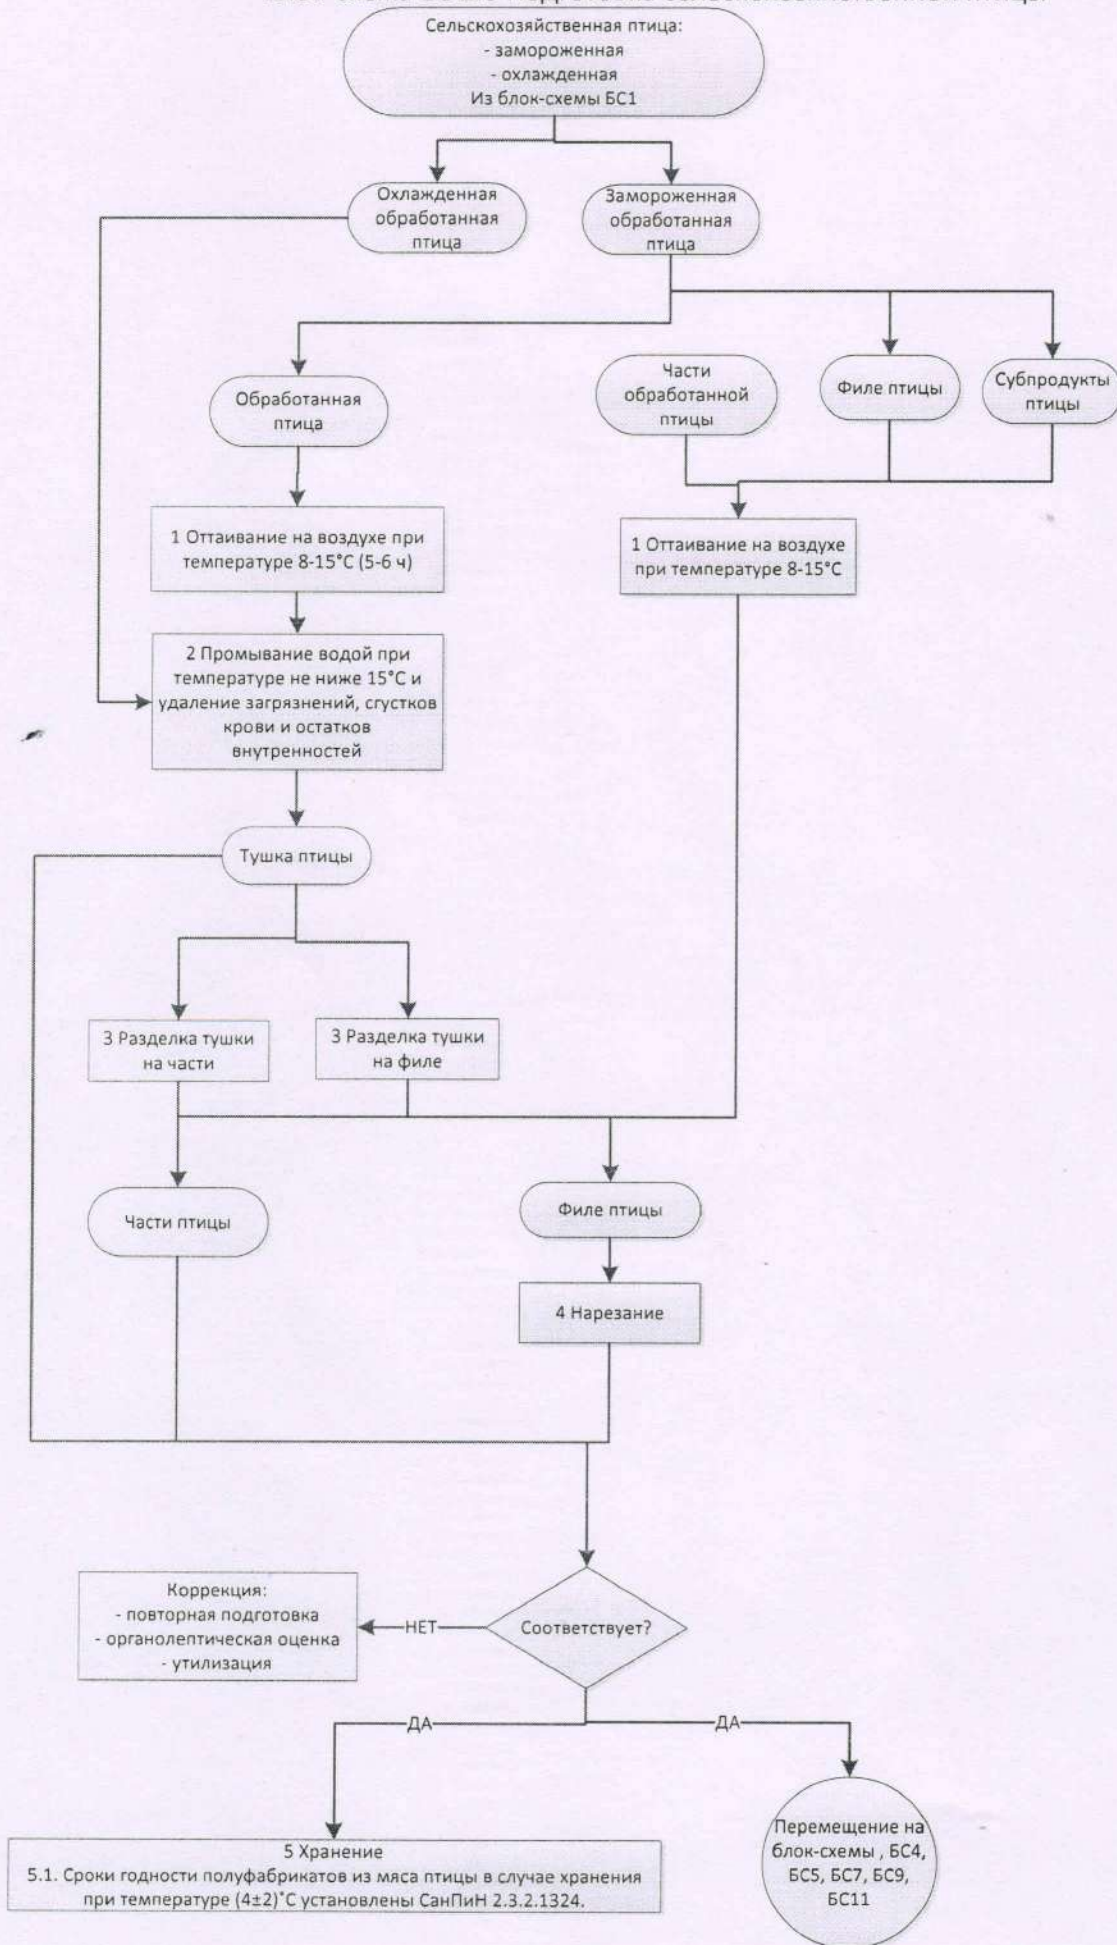 Сельскохозяйственная птица:
- замороженная
- охлажденная
Из блок-схемы БС1
Охлажденная
обработанная
птица
Замороженная
обработанная
птица
Обработанная
птица
Части
обработанной
птицы
Филе птицы
Субпродукты
птицы
1 Оттаивание на воздухе при
температуре 8-15°С (5-6 ч)
1 Оттаивание на воздухе
при температуре 8-15°С
2 Промывание водой при
температуре не ниже 15°С и
удаление загрязнений, сгустков
крови и остатков
внутренностей
Тушка птицы
3 Разделка тушки
на части
3 Разделка тушки
на филе
Части птицы
Филе птицы
4 Нарезание
Соответствует?
НЕТ
Коррекция:
- повторная подготовка
- органолептическая оценка
- утилизация
ДА
ДА
5 Хранение
5.1. Сроки годности полуфабрикатов из мяса птицы в случае хранения
при температуре (4±2)°С установлены СанПиН 2.3.2.1324.
Перемещение на
блок-схемы , БС4,
БС5, БС7, БС9,
БС11